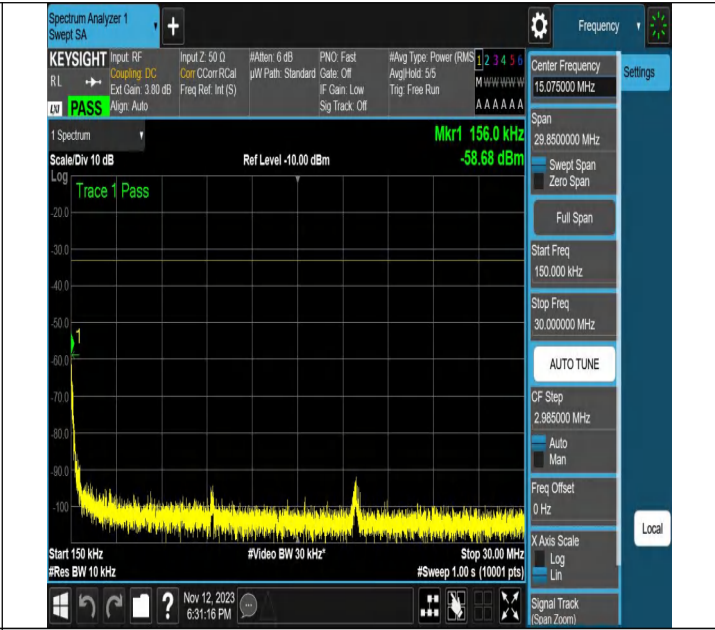 Spectrum Analyzer 1
Swept SA
+
Frequency
KEYSIGHT
RL
LXI
PASS
Input: RF
Coupling: DC
Ext Gain: 3.80 dB
Align: Auto
Input Z: 50 Ω
Corr CCorr RCal
Freq Ref: Int (S)
#Atten: 6 dB
µW Path: Standard
PNO: Fast
Gate: Off
IF Gain: Low
Sig Track: Off
#Avg Type: Power (RMS
Avg|Hold: 5/5
Trig: Free Run
1 2 3 4 5 6
M W W W W W
A A A A A A
1 Spectrum
Mkr1 156.0 kHz
Scale/Div 10 dB
Ref Level -10.00 dBm
-58.68 dBm
Log
Trace 1 Pass
-20.0
-30.0
-40.0
-50.0
1
-60.0
-70.0
-80.0
-90.0
-100
Start 150 kHz
#Video BW 30 kHz*
Stop 30.00 MHz
#Res BW 10 kHz
#Sweep 1.00 s (10001 pts)
?
Nov 12, 2023
6:31:16 PM
Center Frequency
15.075000 MHz
Settings
Span
29.8500000 MHz
Swept Span
Zero Span
Full Span
Start Freq
150.000 kHz
Stop Freq
30.000000 MHz
AUTO TUNE
CF Step
2.985000 MHz
Auto
Man
Freq Offset
0 Hz
X Axis Scale
Log
Lin
Local
Signal Track
(Span Zoom)